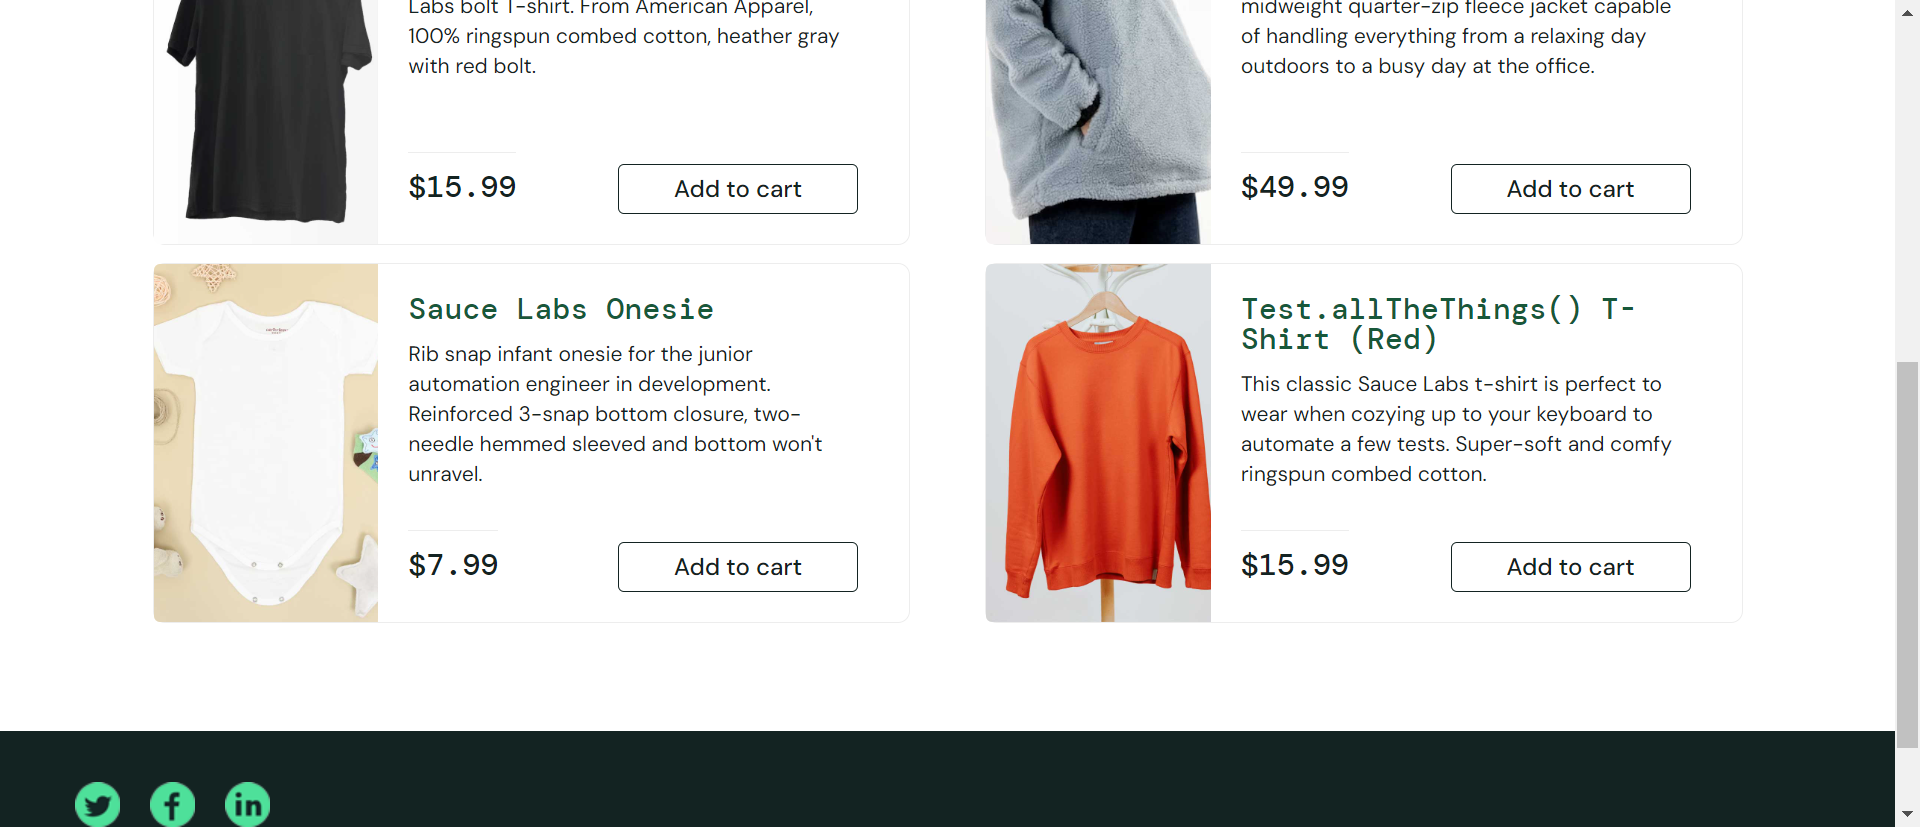 Labs bolt T-shirt. From American Apparel,
100% ringspun combed cotton, heather gray
with red bolt.
$15.99
Add to cart
midweight quarter-zip fleece jacket capable
of handling everything from a relaxing day
outdoors to a busy day at the office.
$49.99
Add to cart
Sauce Labs Onesie
Rib snap infant onesie for the junior
automation engineer in development.
Reinforced 3-snap bottom closure, two-
needle hemmed sleeved and bottom won't
unravel.
$7.99
Add to cart
Test.allTheThings() T-
Shirt (Red)
This classic Sauce Labs t-shirt is perfect to
wear when cozying up to your keyboard to
automate a few tests. Super-soft and comfy
ringspun combed cotton.
$15.99
Add to cart